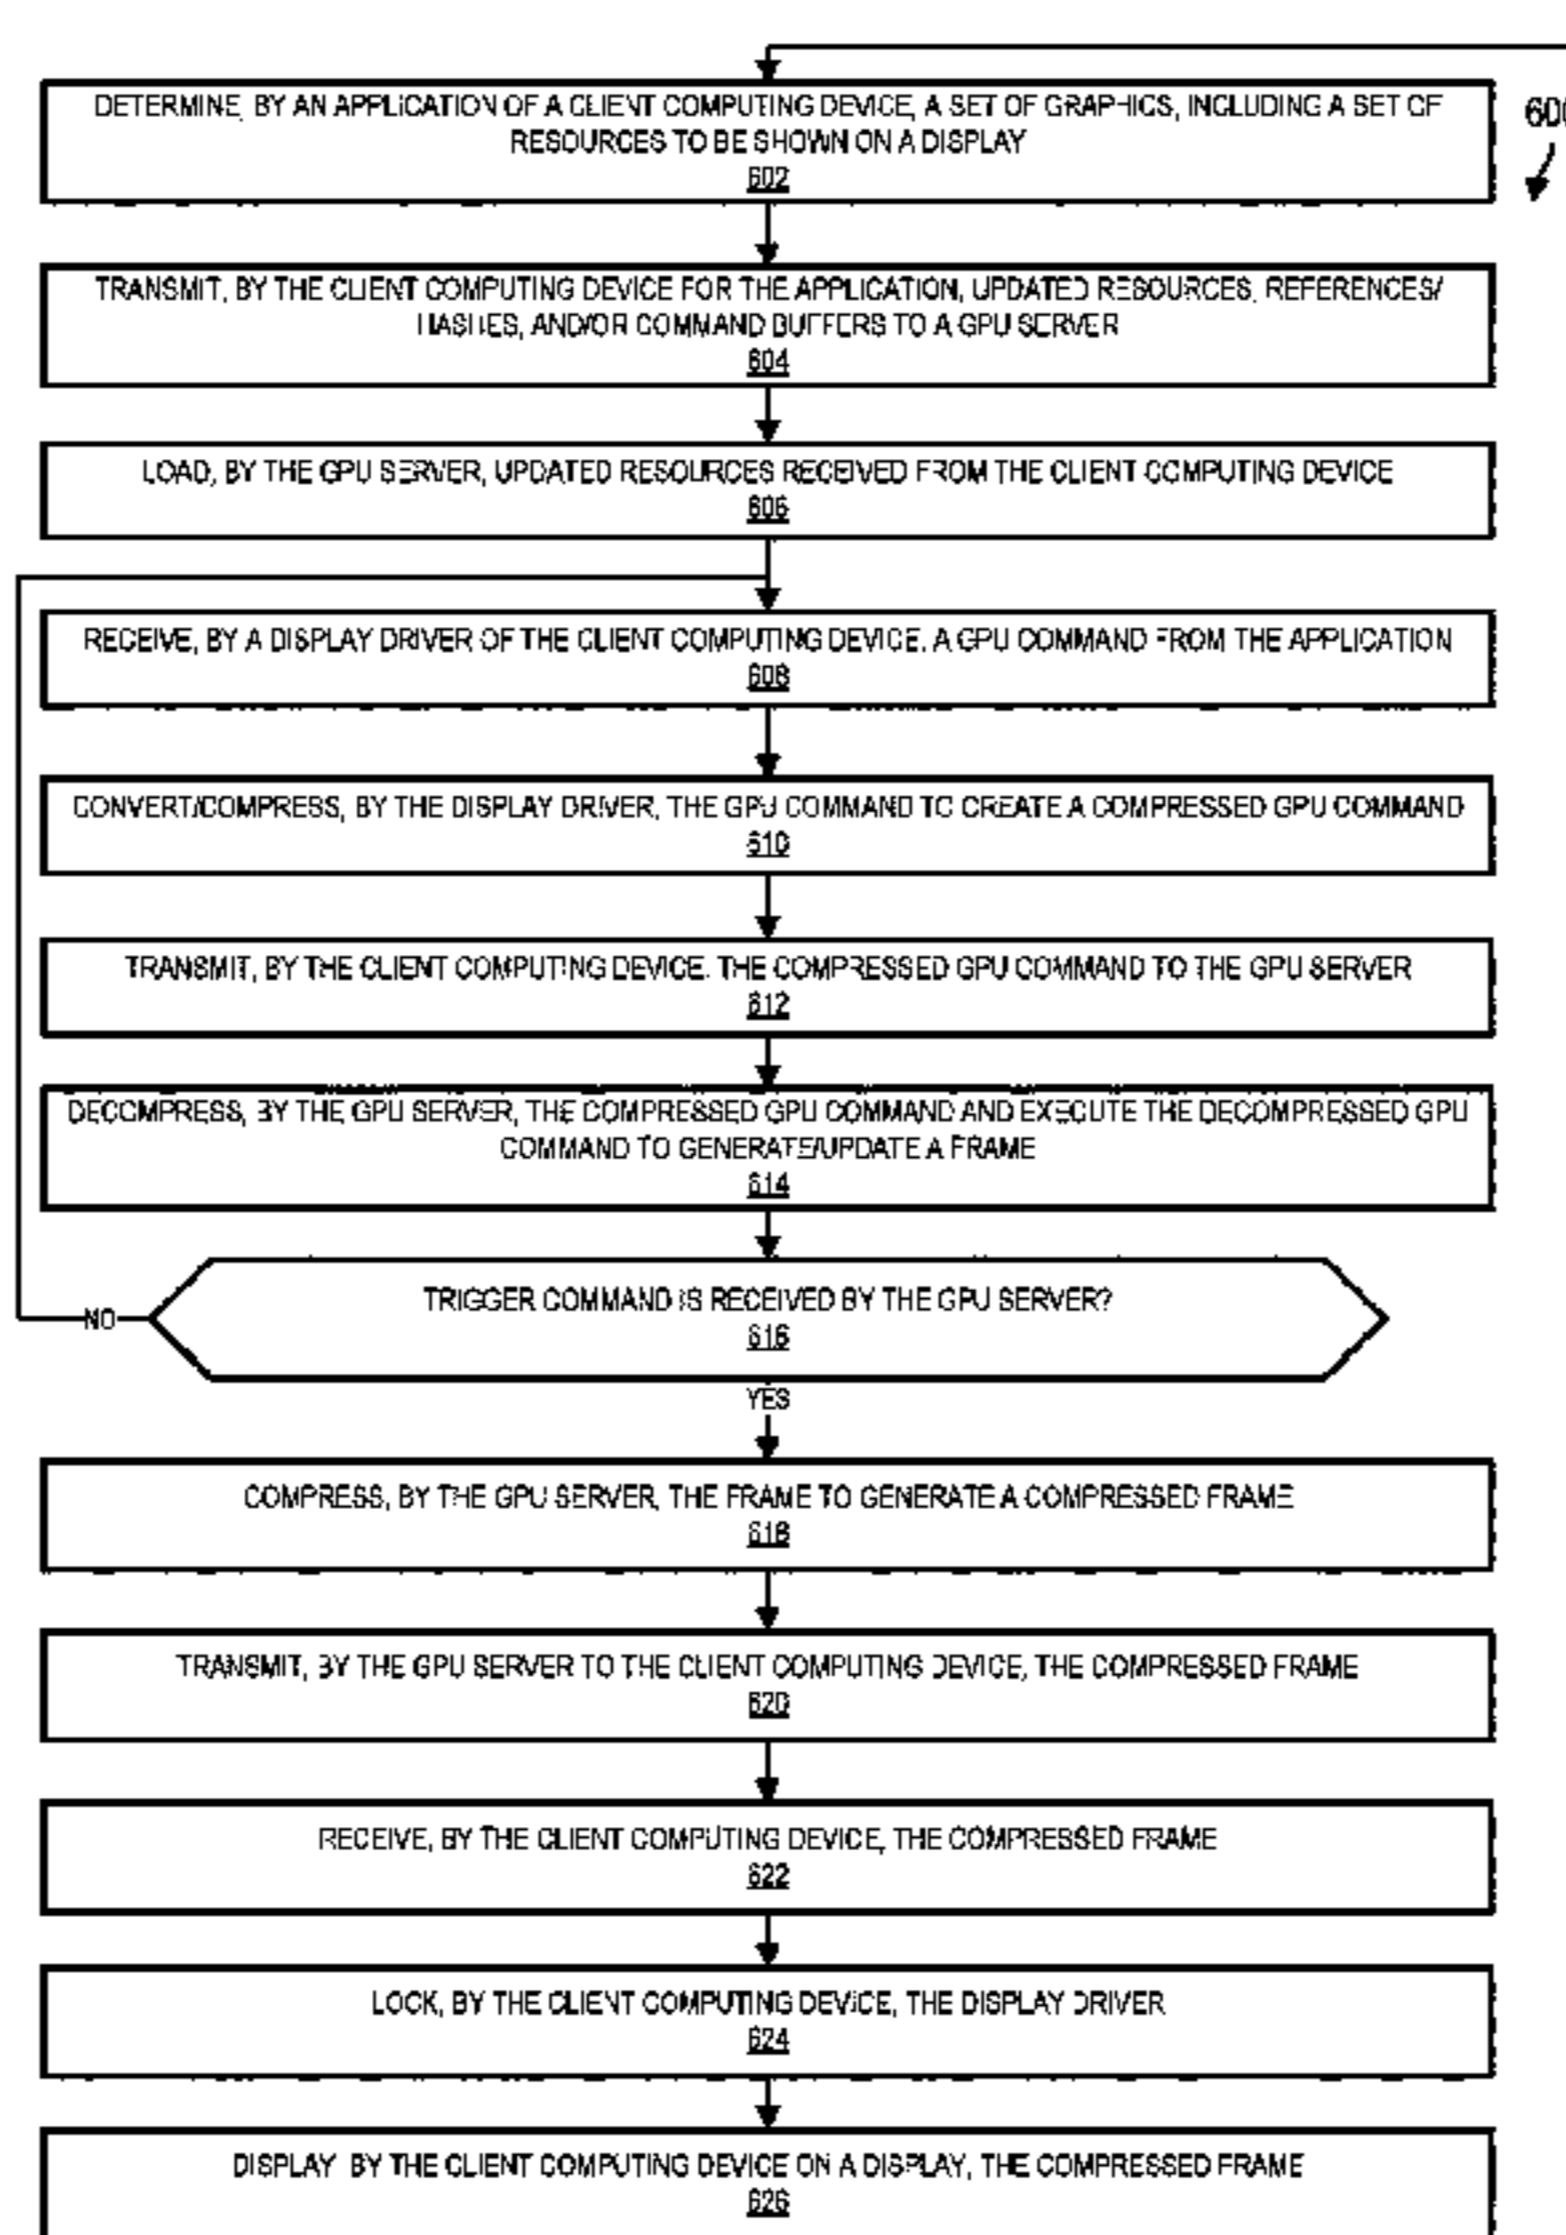 DETERMINE, BY AN APPLICATION OF A CLIENT COMPUTING DEVICE, A SET OF GRAPHICS, INCLUDING A SET OF
RESOURCES TO BE SHOWN ON A DISPLAY
602
600
TRANSMIT, BY THE CLIENT COMPUTING DEVICE FOR THE APPLICATION, UPDATED RESOURCES, REFERENCES/
HASHES, AND/OR COMMAND BUFFERS TO A GPU SERVER
604
LOAD, BY THE GPU SERVER, UPDATED RESOURCES RECEIVED FROM THE CLIENT COMPUTING DEVICE
606
RECEIVE, BY A DISPLAY DRIVER OF THE CLIENT COMPUTING DEVICE, A GPU COMMAND FROM THE APPLICATION
608
CONVERT/COMPRESS, BY THE DISPLAY DRIVER, THE GPU COMMAND TO CREATE A COMPRESSED GPU COMMAND
610
TRANSMIT, BY THE CLIENT COMPUTING DEVICE, THE COMPRESSED GPU COMMAND TO THE GPU SERVER
612
DECOMPRESS, BY THE GPU SERVER, THE COMPRESSED GPU COMMAND AND EXECUTE THE DECOMPRESSED GPU
COMMAND TO GENERATE/UPDATE A FRAME
614
TRIGGER COMMAND IS RECEIVED BY THE GPU SERVER?
616
NO
YES
COMPRESS, BY THE GPU SERVER, THE FRAME TO GENERATE A COMPRESSED FRAME
618
TRANSMIT, BY THE GPU SERVER TO THE CLIENT COMPUTING DEVICE, THE COMPRESSED FRAME
620
RECEIVE, BY THE CLIENT COMPUTING DEVICE, THE COMPRESSED FRAME
622
LOCK, BY THE CLIENT COMPUTING DEVICE, THE DISPLAY DRIVER
624
DISPLAY, BY THE CLIENT COMPUTING DEVICE ON A DISPLAY, THE COMPRESSED FRAME
626